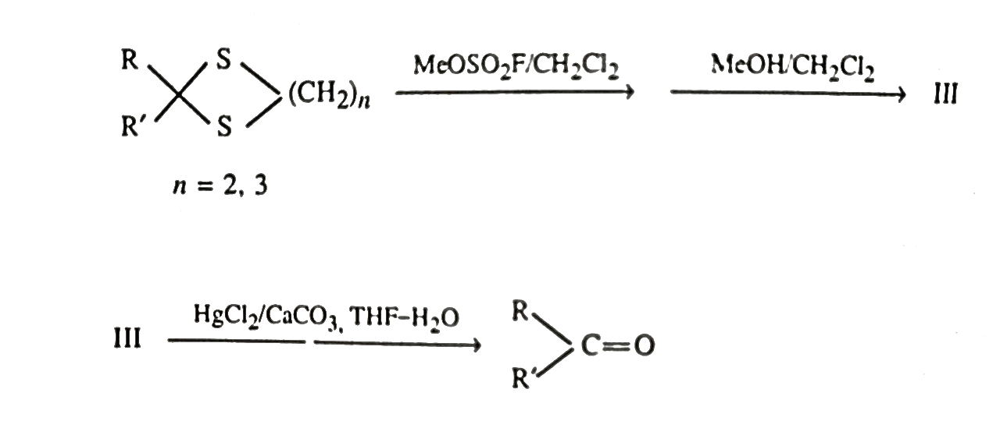 R S MeOSO₂F/CH₂Cl₂ MeOH/CH₂Cl₂
(CH₂)ₙ III
R′ S
n = 2, 3
HgCl₂/CaCO₃, THF–H₂O R
III C=O
R′